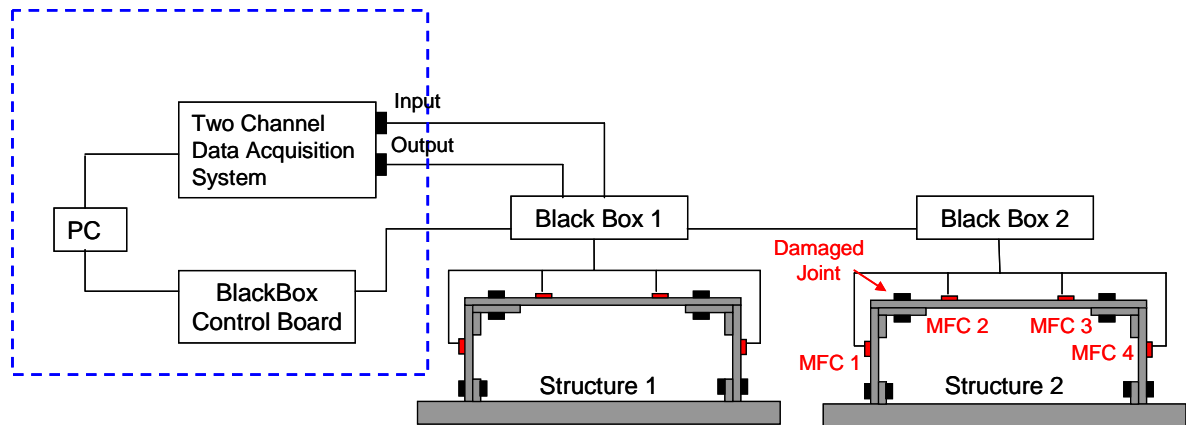 Input
Two Channel
Data Acquisition
System
Output
PC
Black Box 1
Black Box 2
Damaged
Joint
BlackBox
Control Board
MFC 2
MFC 3
MFC 1
MFC 4
Structure 1
Structure 2